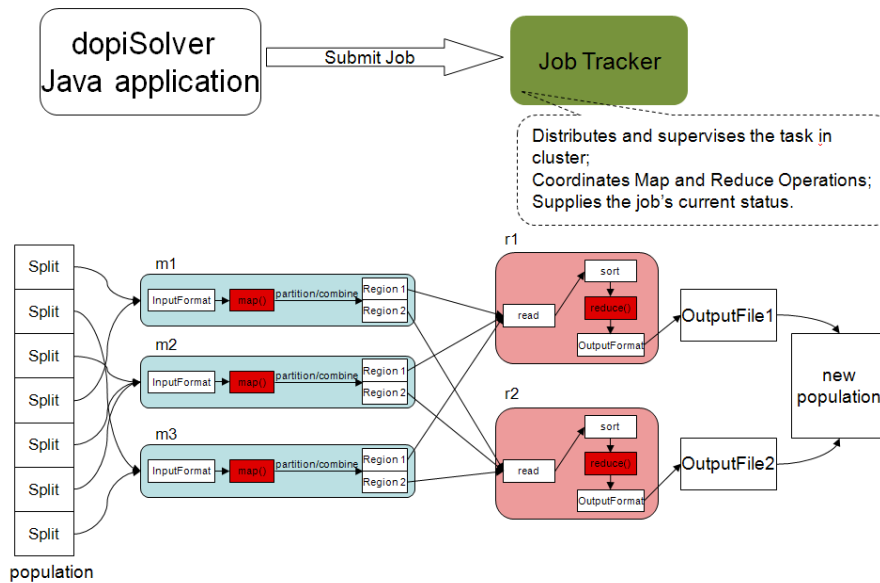 dopiSolver
Java application
Submit Job
Job Tracker
Distributes and supervises the task in
cluster;
Coordinates Map and Reduce Operations;
Supplies the job's current status.
Split
Split
Split
Split
Split
Split
Split
population
m1
InputFormat
map()
partition/combine
Region 1
Region 2
m2
InputFormat
map()
partition/combine
Region 1
Region 2
m3
InputFormat
map()
partition/combine
Region 1
Region 2
r1
read
sort
reduce()
OutputFormat
r2
read
sort
reduce()
OutputFormat
OutputFile1
OutputFile2
new
population